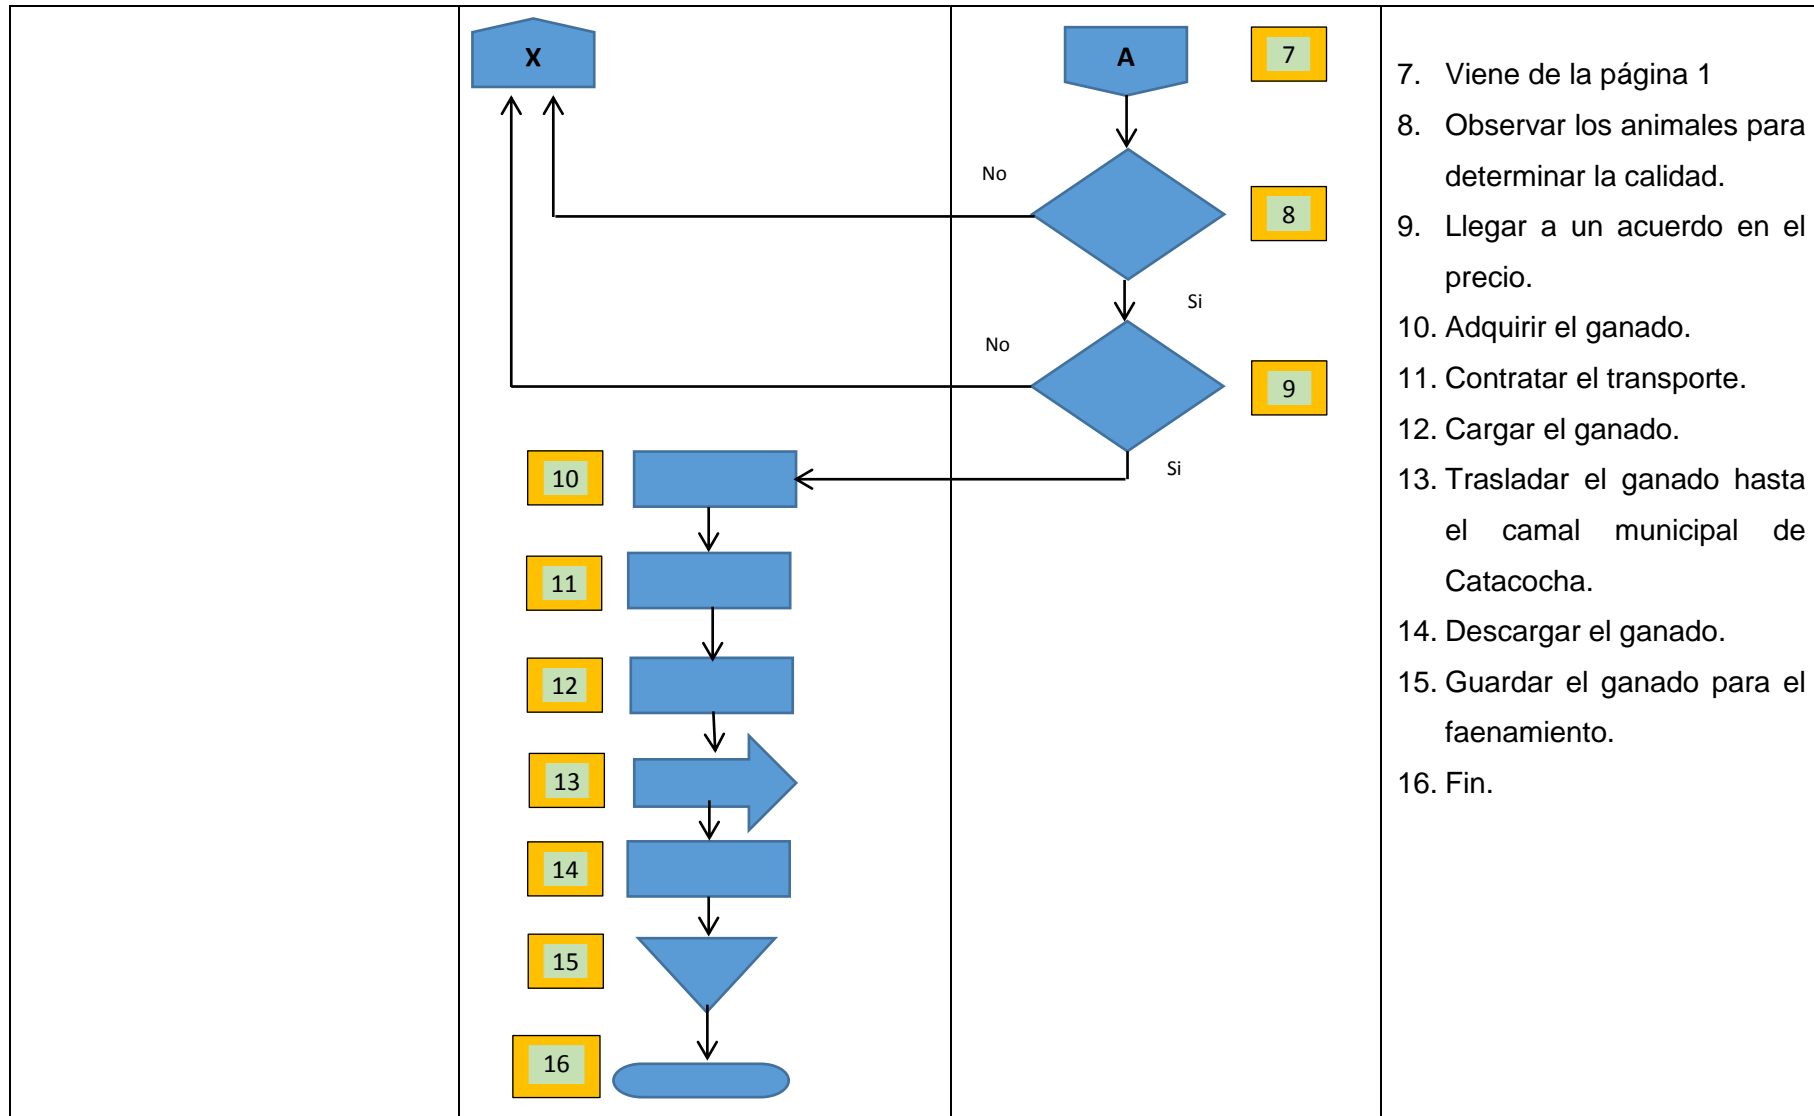 X
A
7
No
8
Si
No
9
Si
10
11
12
13
14
15
16
7. Viene de la página 1
8. Observar los animales para
determinar la calidad.
9. Llegar a un acuerdo en el
precio.
10. Adquirir el ganado.
11. Contratar el transporte.
12. Cargar el ganado.
13. Trasladar el ganado hasta
el camal municipal de
Catacocha.
14. Descargar el ganado.
15. Guardar el ganado para el
faenamiento.
16. Fin.